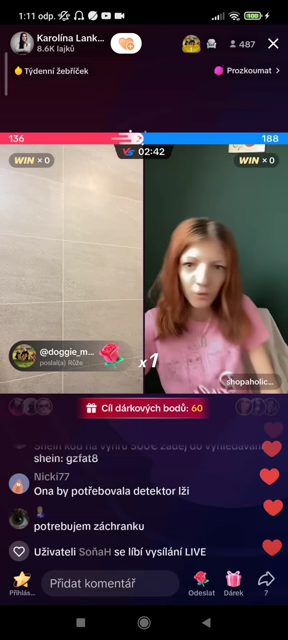 1:11 odp.
Karolína Lank...
8.6K lajků
487
Týdenní žebříček
Prozkoumat >
136
188
WIN × 0
VS 02:42
WIN × 0
@doggie_m...
poslal(a) Růže
x1
shopaholic...
Cíl dárkových bodů: 60
Shein kód na výhru 500€ zadej do vyhledávání
shein: gzfat8
Nicki77
Ona by potřebovala detektor lži
potrebujem záchranku
Uživateli SoňaH se líbí vysílání LIVE
Přihlás...
Přidat komentář
Odeslat
Dárek
7